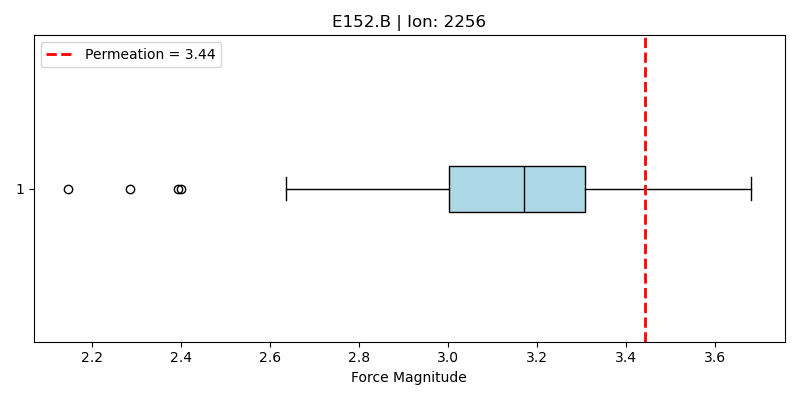 E152.B | Ion: 2256
Permeation = 3.44
1
2.2 2.4 2.6 2.8 3.0 3.2 3.4 3.6
Force Magnitude